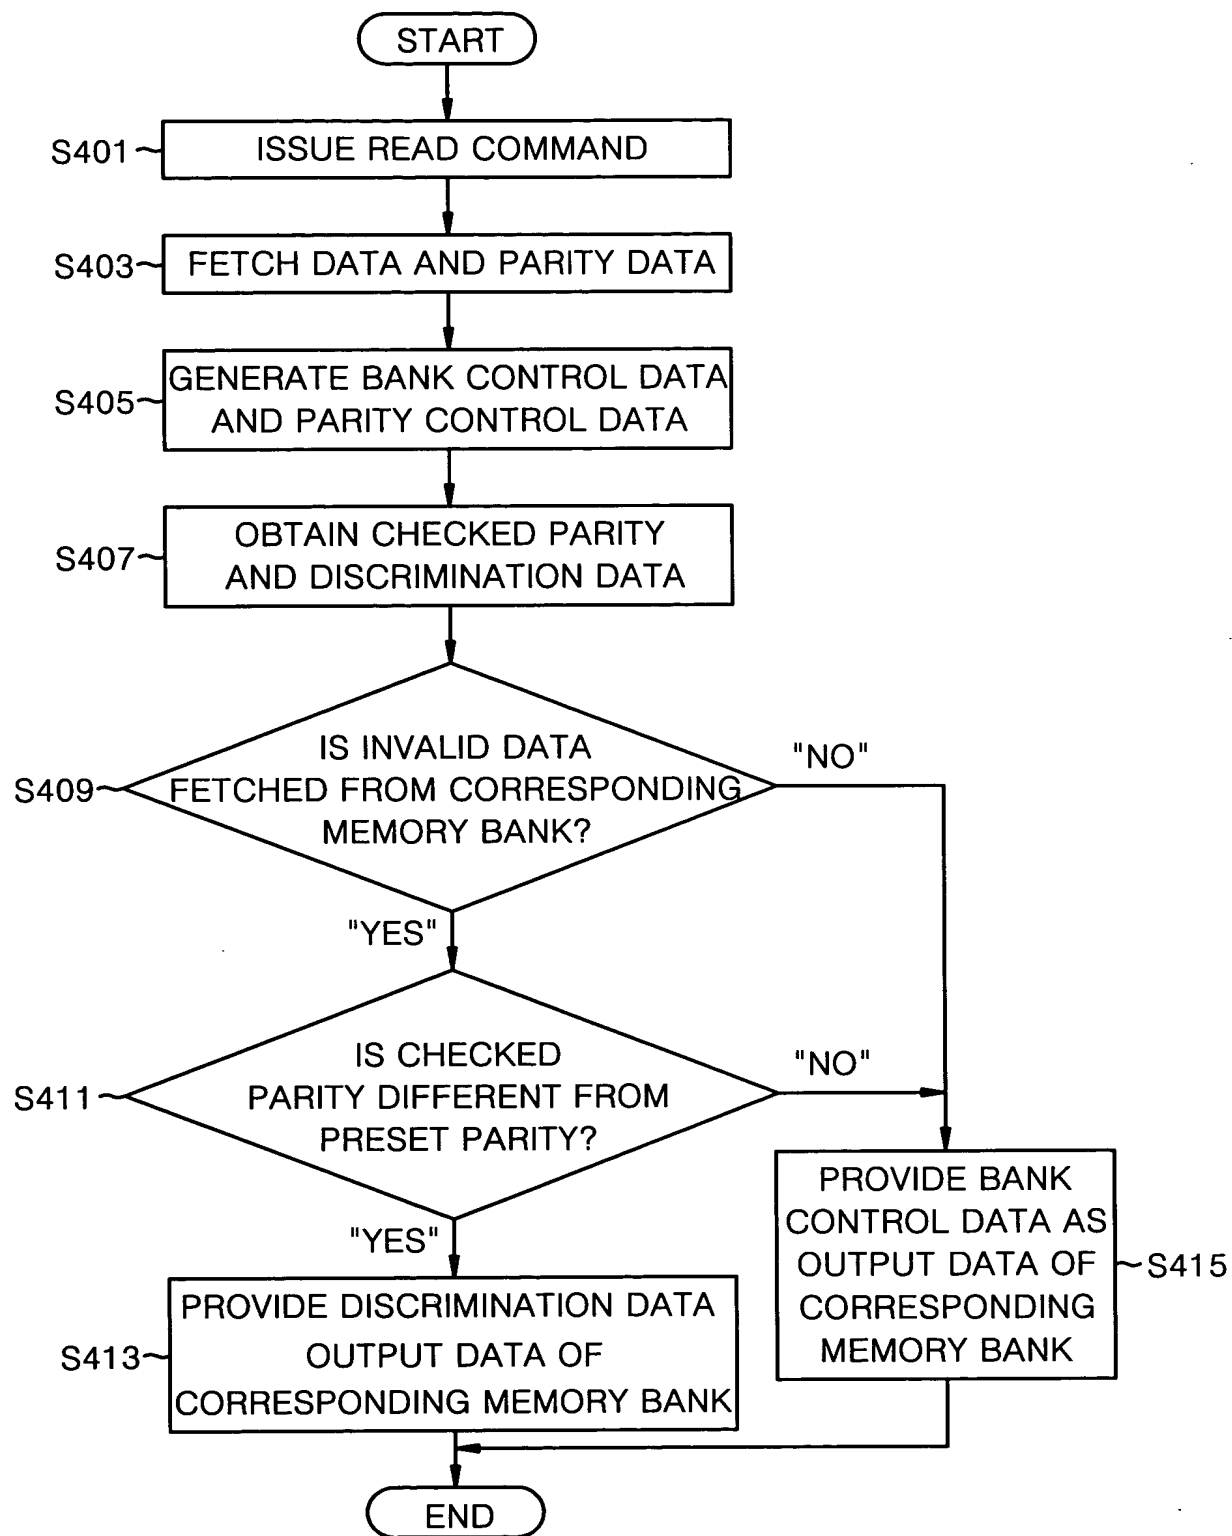 START
S401
ISSUE READ COMMAND
S403
FETCH DATA AND PARITY DATA
S405
GENERATE BANK CONTROL DATA
AND PARITY CONTROL DATA
S407
OBTAIN CHECKED PARITY
AND DISCRIMINATION DATA
S409
IS INVALID DATA
FETCHED FROM CORRESPONDING
MEMORY BANK?
"NO"
"YES"
S411
IS CHECKED
PARITY DIFFERENT FROM
PRESET PARITY?
"NO"
"YES"
S413
PROVIDE DISCRIMINATION DATA
OUTPUT DATA OF
CORRESPONDING MEMORY BANK
PROVIDE BANK
CONTROL DATA AS
OUTPUT DATA OF
CORRESPONDING
MEMORY BANK
S415
END